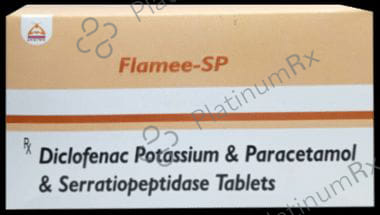 Flamee-SP
PlatinumRx
Rx Diclofenac Potassium & Paracetamol
& Serratiopeptidase Tablets
PlatinumRx